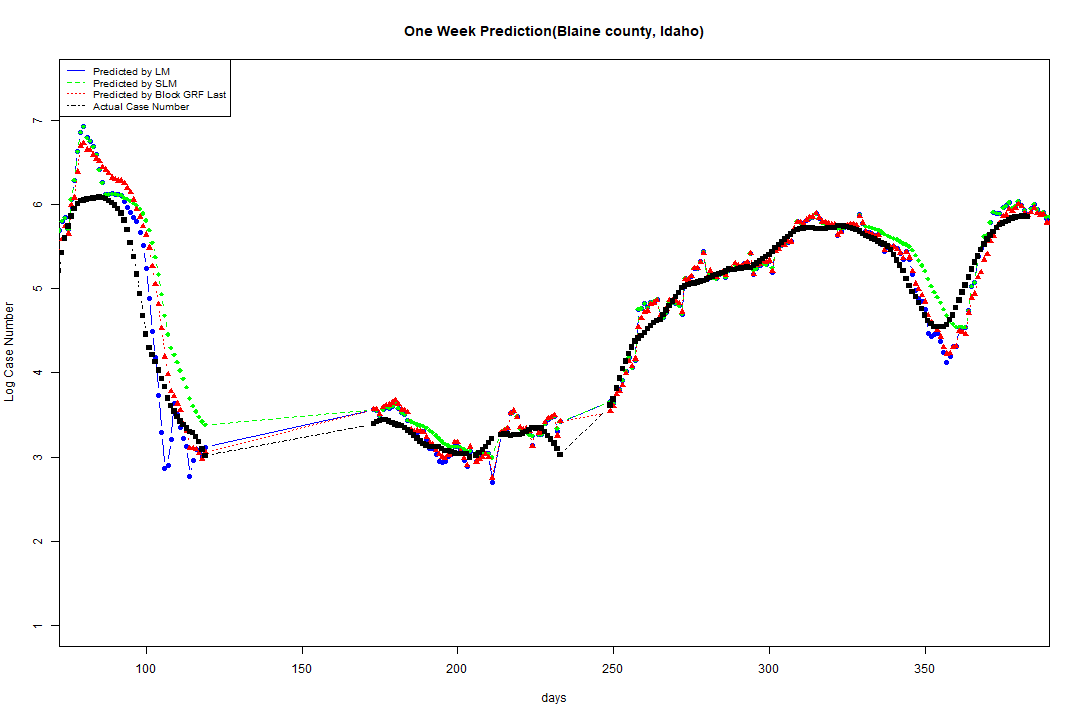 One Week Prediction(Blaine county, Idaho)
Predicted by LM
Predicted by SLM
Predicted by Block GRF Last
Actual Case Number
7
6
5
4
3
2
1
Log Case Number
100 150 200 250 300 350
days